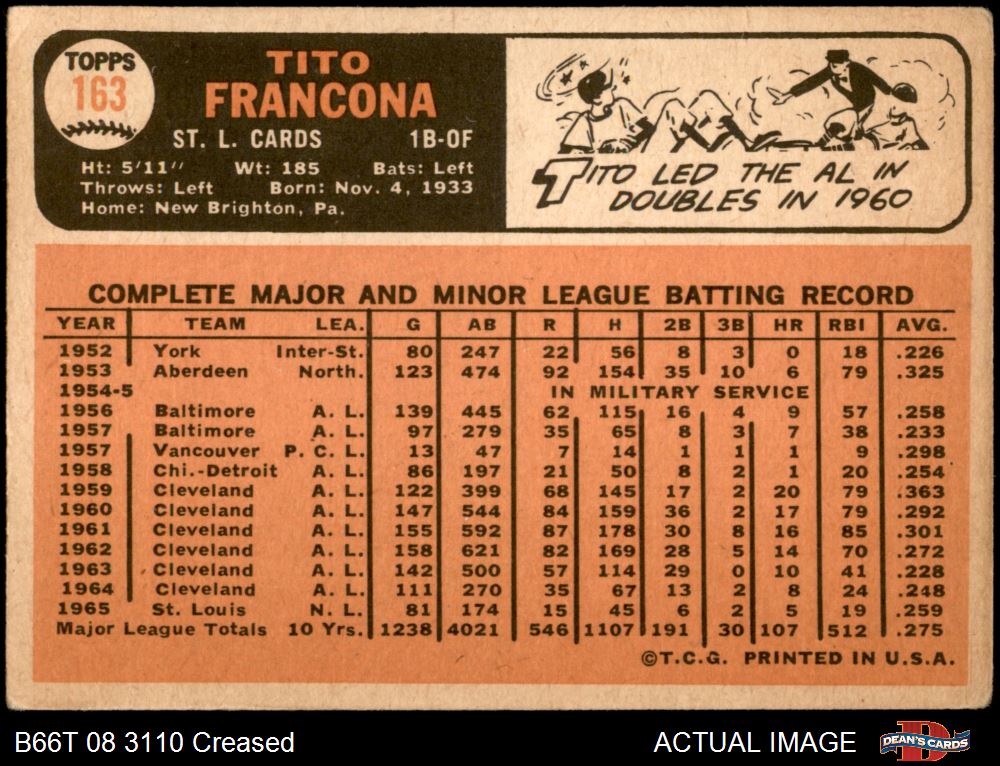 TOPPS
163
TITO
FRANCONA
ST. L. CARDS 1B-OF
Ht: 5'11" Wt: 185 Bats: Left
Throws: Left Born: Nov. 4, 1933
Home: New Brighton, Pa.
TITO LED THE AL IN
DOUBLES IN 1960
COMPLETE MAJOR AND MINOR LEAGUE BATTING RECORD
YEAR TEAM LEA. G AB R H 2B 3B HR RBI AVG.
1952 York Inter-St. 80 247 22 56 8 3 0 18 .226
1953 Aberdeen North. 123 474 92 154 35 10 6 79 .325
1954-5 IN MILITARY SERVICE
1956 Baltimore A. L. 139 445 62 115 16 4 9 57 .258
1957 Baltimore A. L. 97 279 35 65 8 3 7 38 .233
1957 Vancouver P. C. L. 13 47 7 14 1 1 1 9 .298
1958 Chi.-Detroit A. L. 86 197 21 50 8 2 1 20 .254
1959 Cleveland A. L. 122 399 68 145 17 2 20 79 .363
1960 Cleveland A. L. 147 544 84 159 36 2 17 79 .292
1961 Cleveland A. L. 155 592 87 178 30 8 16 85 .301
1962 Cleveland A. L. 158 621 82 169 28 5 14 70 .272
1963 Cleveland A. L. 142 500 57 114 29 0 10 41 .228
1964 Cleveland A. L. 111 270 35 67 13 2 8 24 .248
1965 St. Louis N. L. 81 174 15 45 6 2 5 19 .259
Major League Totals 10 Yrs. 1238 4021 546 1107 191 30 107 512 .275
©T.C.G. PRINTED IN U.S.A.
B66T 08 3110 Creased ACTUAL IMAGE
DEAN'S CARDS